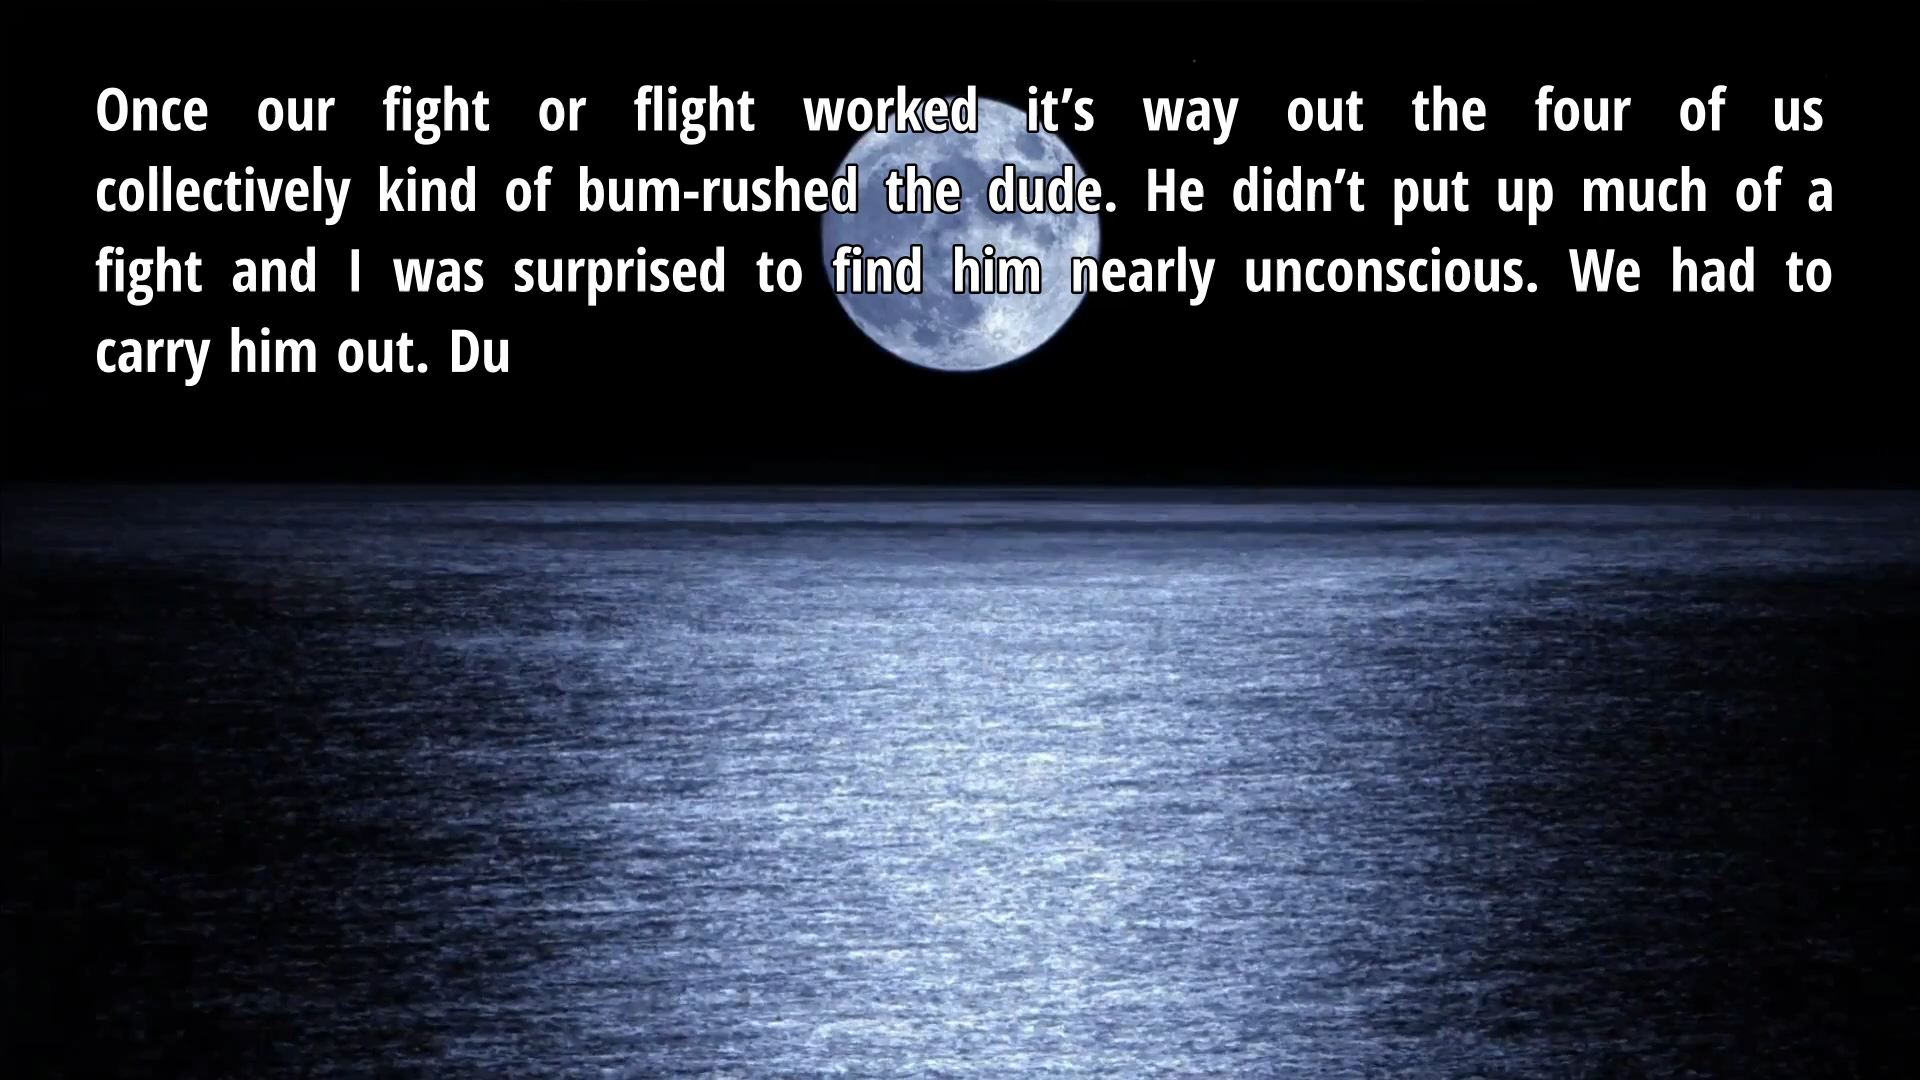 Once our fight or flight worked it’s way out the four of us
collectively kind of bum-rushed the dude. He didn’t put up much of a
fight and I was surprised to find him nearly unconscious. We had to
carry him out. Du